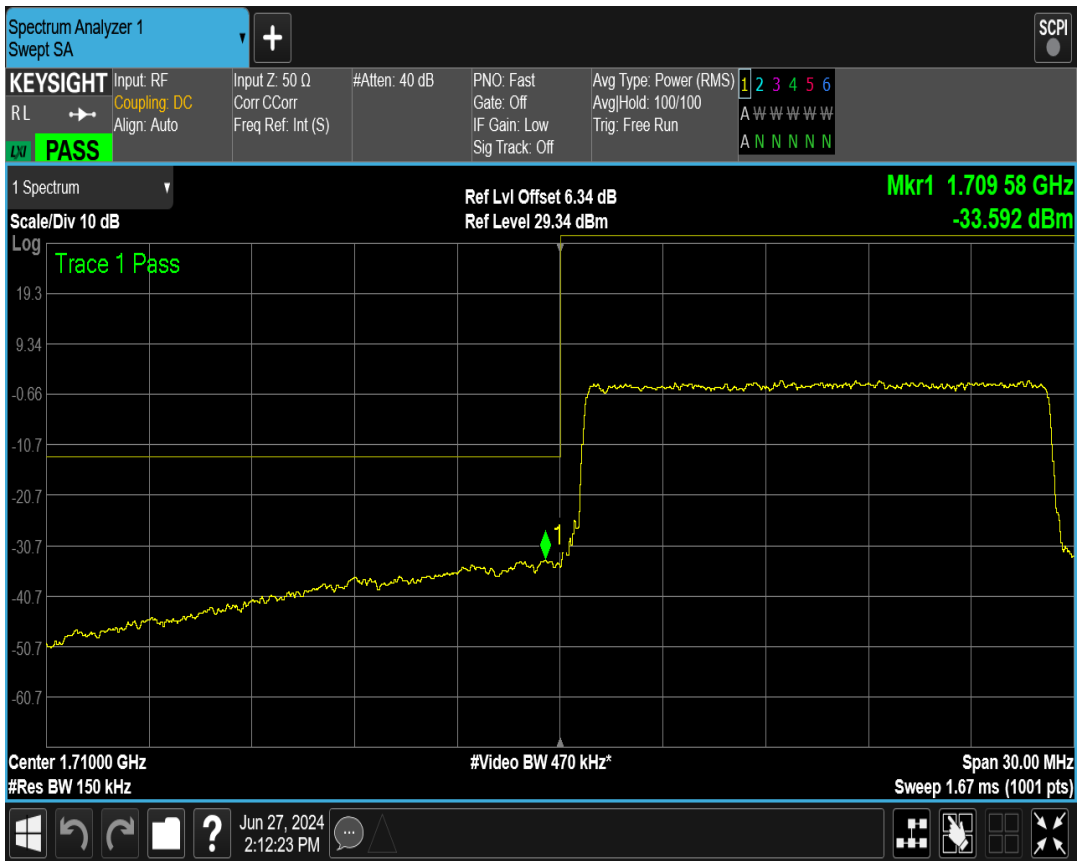 Spectrum Analyzer 1
Swept SA
SCPI
KEYSIGHT
R L
LXI PASS
Input: RF
Coupling: DC
Align: Auto
Input Z: 50 Ω
Corr CCorr
Freq Ref: Int (S)
#Atten: 40 dB
PNO: Fast
Gate: Off
IF Gain: Low
Sig Track: Off
Avg Type: Power (RMS)
Avg|Hold: 100/100
Trig: Free Run
1 2 3 4 5 6
A W W W W W
A N N N N N
1 Spectrum
Scale/Div 10 dB
Ref Lvl Offset 6.34 dB
Ref Level 29.34 dBm
Mkr1 1.709 58 GHz
-33.592 dBm
Log
Trace 1 Pass
19.3
9.34
-0.66
-10.7
-20.7
-30.7
-40.7
-50.7
-60.7
1
Center 1.71000 GHz
#Res BW 150 kHz
#Video BW 470 kHz*
Span 30.00 MHz
Sweep 1.67 ms (1001 pts)
?
Jun 27, 2024
2:12:23 PM